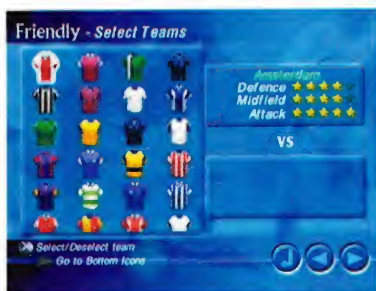 Friendly - Select Teams
Amsterdam
Defence
Midfield
Attack
VS
Select/Deselect team
Go to Bottom Icons